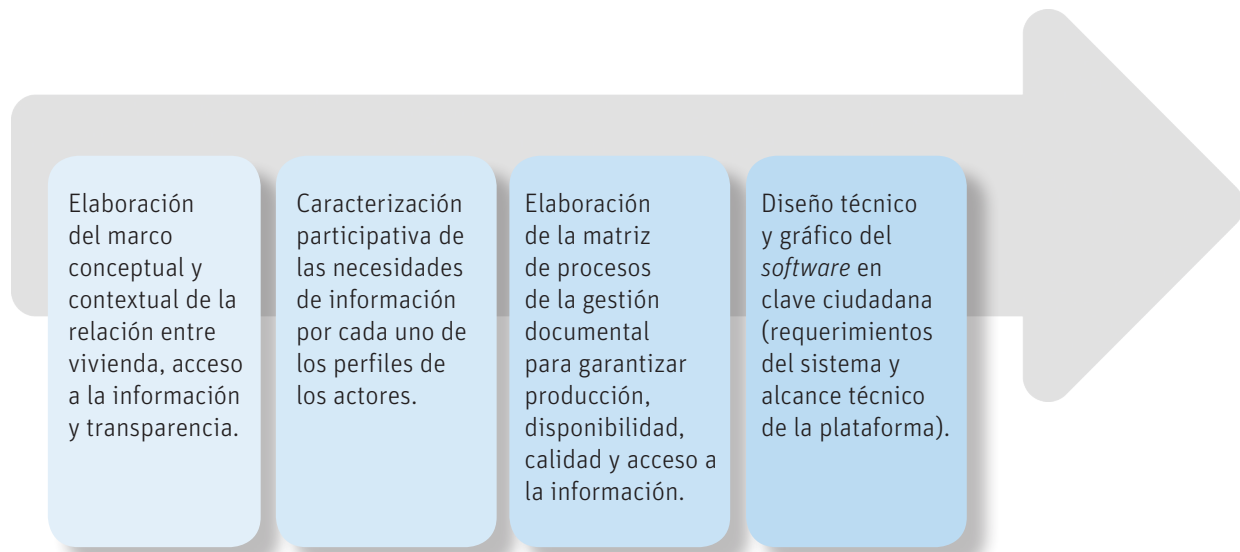 Elaboración
del marco
conceptual y
contextual de la
relación entre
vivienda, acceso
a la información
y transparencia.
Caracterización
participativa de
las necesidades
de información
por cada uno de
los perfiles de
los actores.
Elaboración
de la matriz
de procesos
de la gestión
documental
para garantizar
producción,
disponibilidad,
calidad y acceso a
la información.
Diseño técnico
y gráfico del
software en
clave ciudadana
(requerimientos
del sistema y
alcance técnico
de la plataforma).